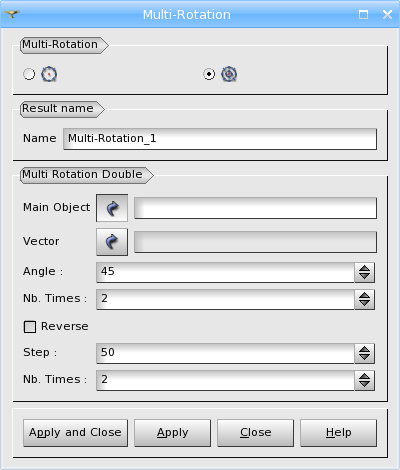 Multi-Rotation
Multi-Rotation
Result name
Name Multi-Rotation_1
Multi Rotation Double
Main Object
Vector
Angle : 45
Nb. Times : 2
Reverse
Step : 50
Nb. Times : 2
Apply and Close Apply Close Help